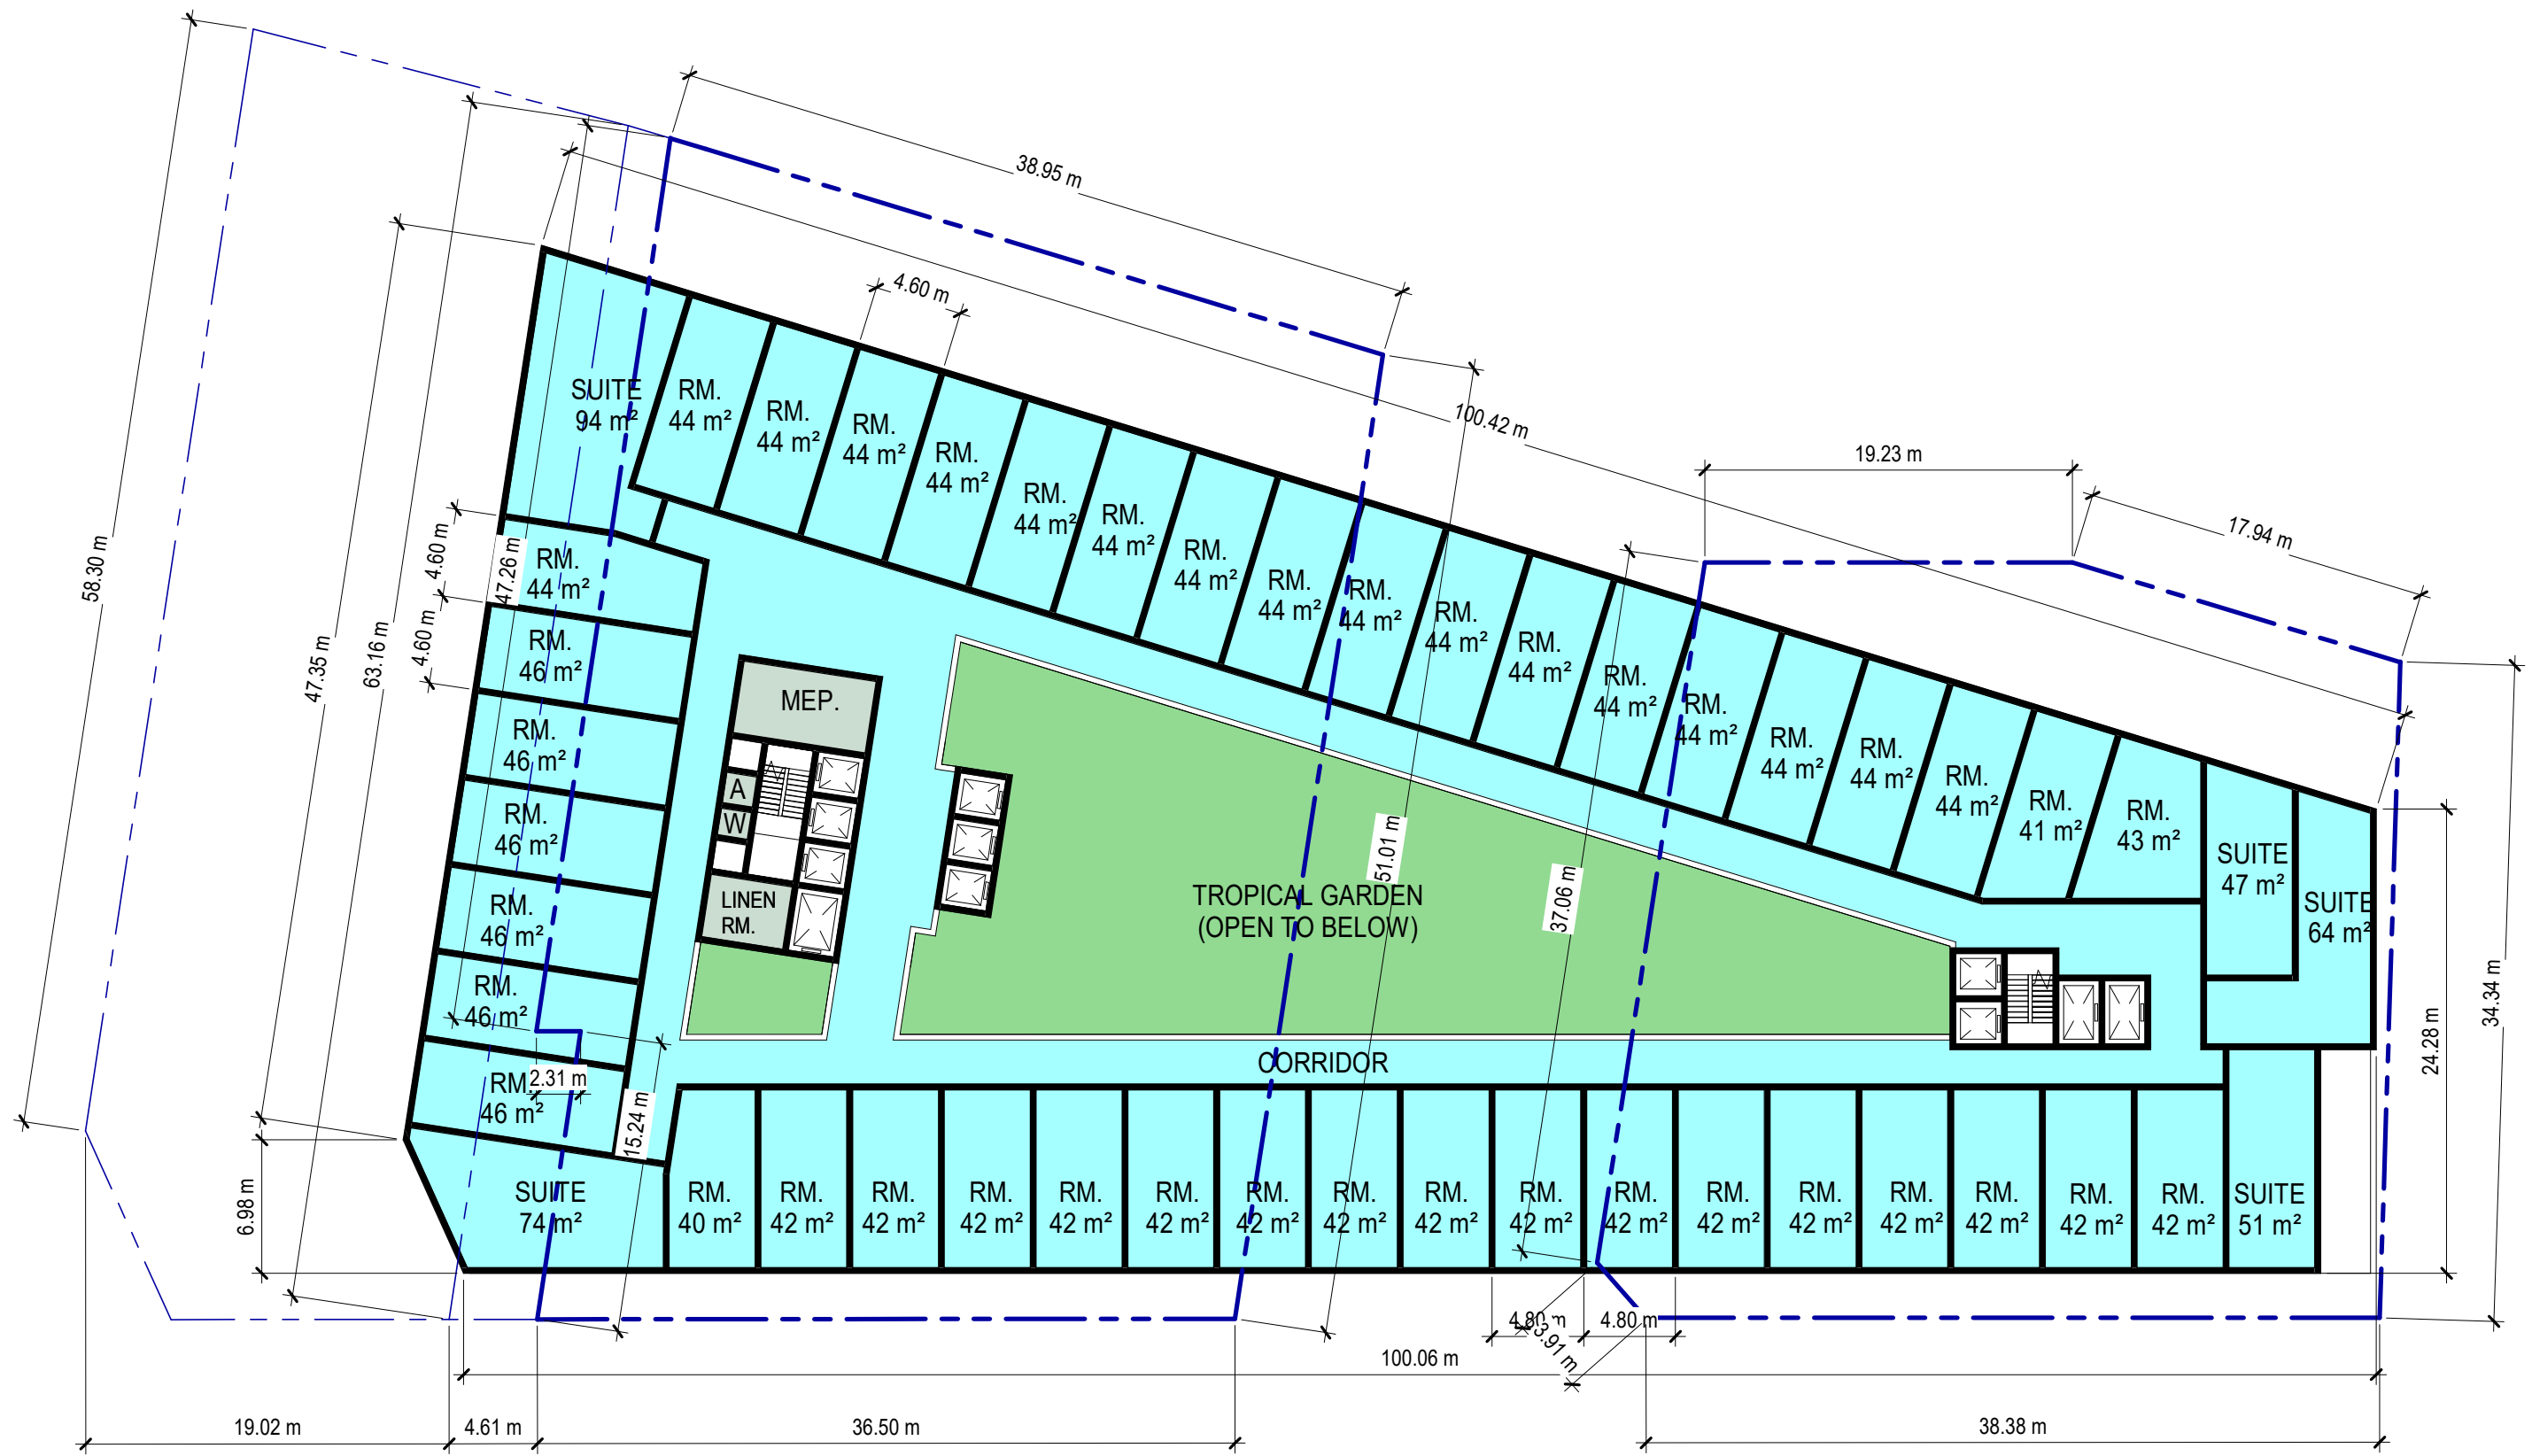 38.95 m
4.60 m
100.42 m
19.23 m
17.94 m
58.30 m
47.35 m
63.16 m
4.60 m
4.60 m
47.26 m
SUITE
94 m²
RM.
44 m²
RM.
44 m²
RM.
44 m²
RM.
44 m²
RM.
44 m²
RM.
44 m²
RM.
44 m²
RM.
44 m²
RM.
44 m²
RM.
44 m²
RM.
44 m²
RM.
44 m²
RM.
44 m²
RM.
44 m²
RM.
44 m²
RM.
44 m²
RM.
41 m²
RM.
43 m²
SUITE
47 m²
SUITE
64 m²
RM.
44 m²
RM.
46 m²
RM.
46 m²
RM.
46 m²
RM.
46 m²
RM.
46 m²
RM.
46 m²
MEP.
A
W
LINEN
RM.
TROPICAL GARDEN
(OPEN TO BELOW)
51.01 m
37.06 m
CORRIDOR
24.28 m
34.34 m
2.31 m
15.24 m
6.98 m
SUITE
74 m²
RM.
40 m²
RM.
42 m²
RM.
42 m²
RM.
42 m²
RM.
42 m²
RM.
42 m²
RM.
42 m²
RM.
42 m²
RM.
42 m²
RM.
42 m²
RM.
42 m²
RM.
42 m²
RM.
42 m²
RM.
42 m²
RM.
42 m²
RM.
42 m²
RM.
42 m²
SUITE
51 m²
4.80 m
4.80 m
3.91 m
100.06 m
19.02 m
4.61 m
36.50 m
38.38 m